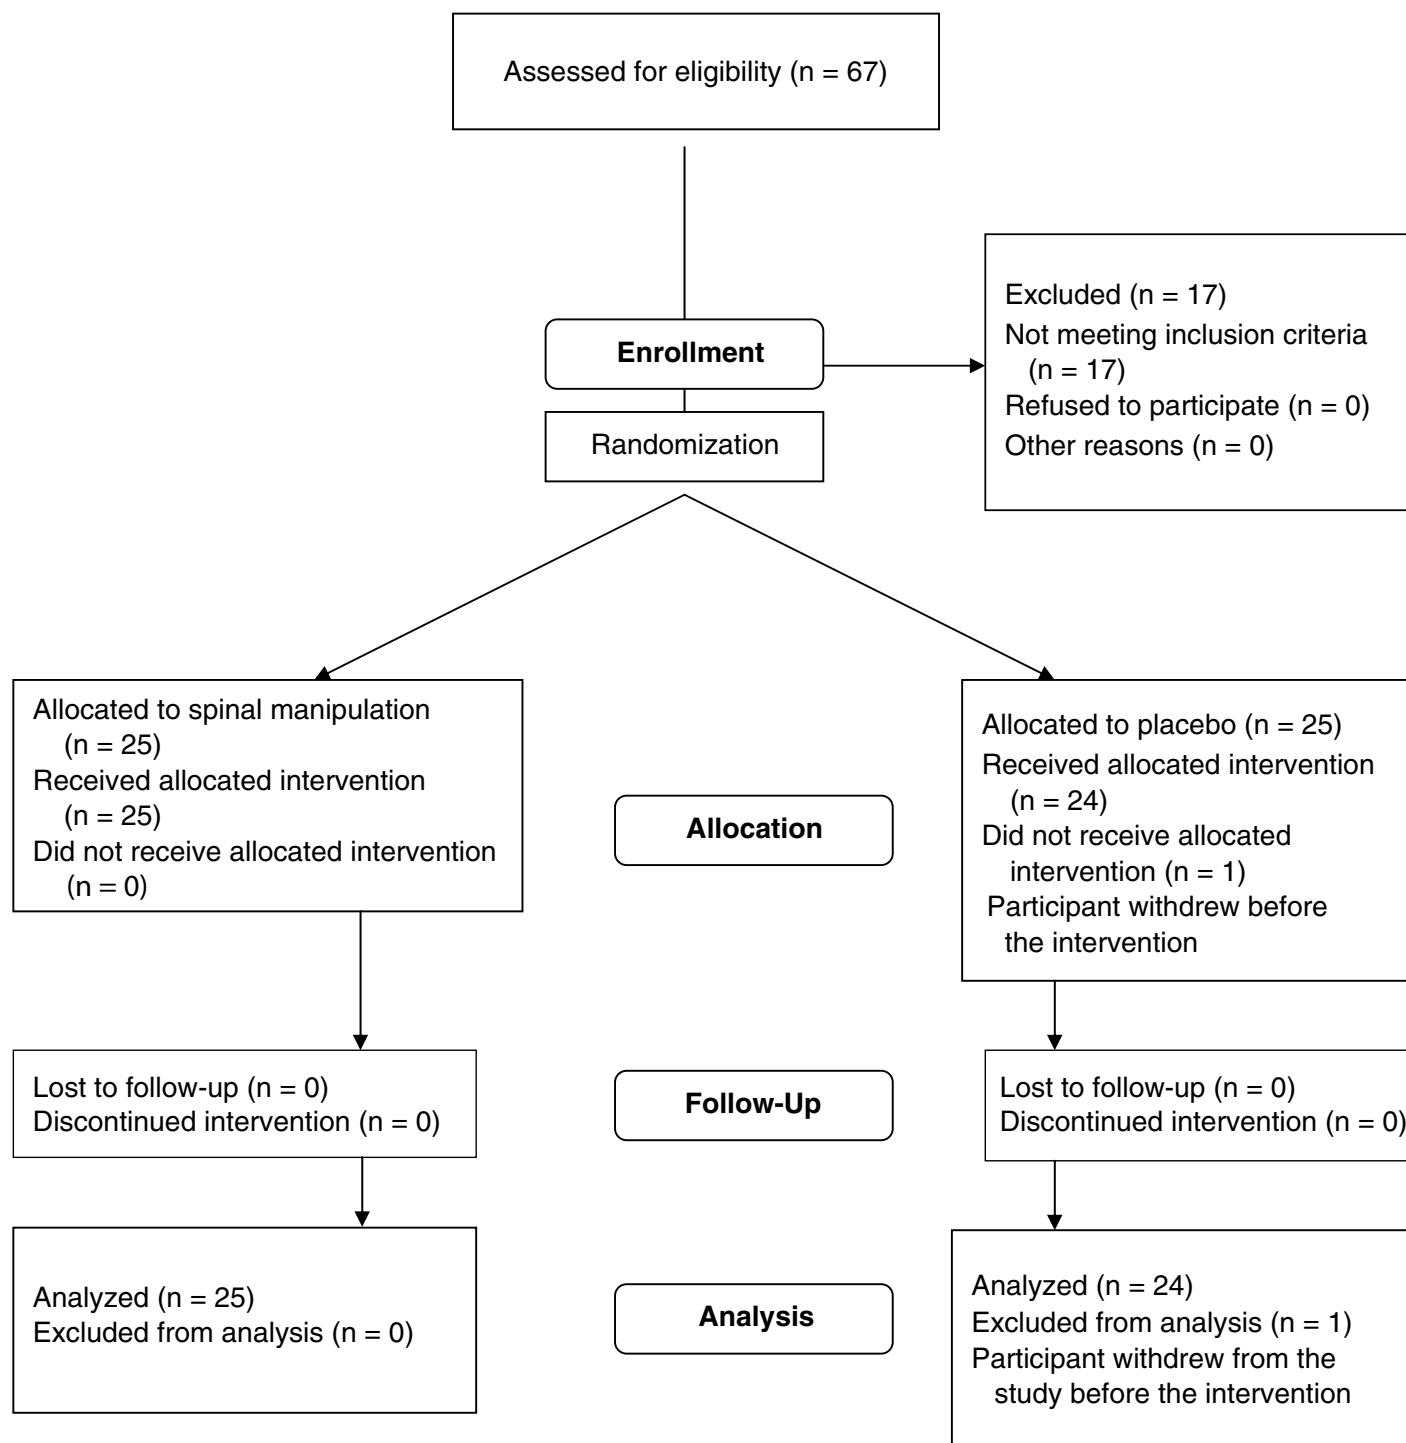 Assessed for eligibility (n = 67)
Enrollment
Excluded (n = 17)
Not meeting inclusion criteria
(n = 17)
Refused to participate (n = 0)
Other reasons (n = 0)
Randomization
Allocated to spinal manipulation
(n = 25)
Received allocated intervention
(n = 25)
Did not receive allocated intervention
(n = 0)
Allocation
Allocated to placebo (n = 25)
Received allocated intervention
(n = 24)
Did not receive allocated
intervention (n = 1)
Participant withdrew before
the intervention
Lost to follow-up (n = 0)
Discontinued intervention (n = 0)
Follow-Up
Lost to follow-up (n = 0)
Discontinued intervention (n = 0)
Analyzed (n = 25)
Excluded from analysis (n = 0)
Analysis
Analyzed (n = 24)
Excluded from analysis (n = 1)
Participant withdrew from the
study before the intervention